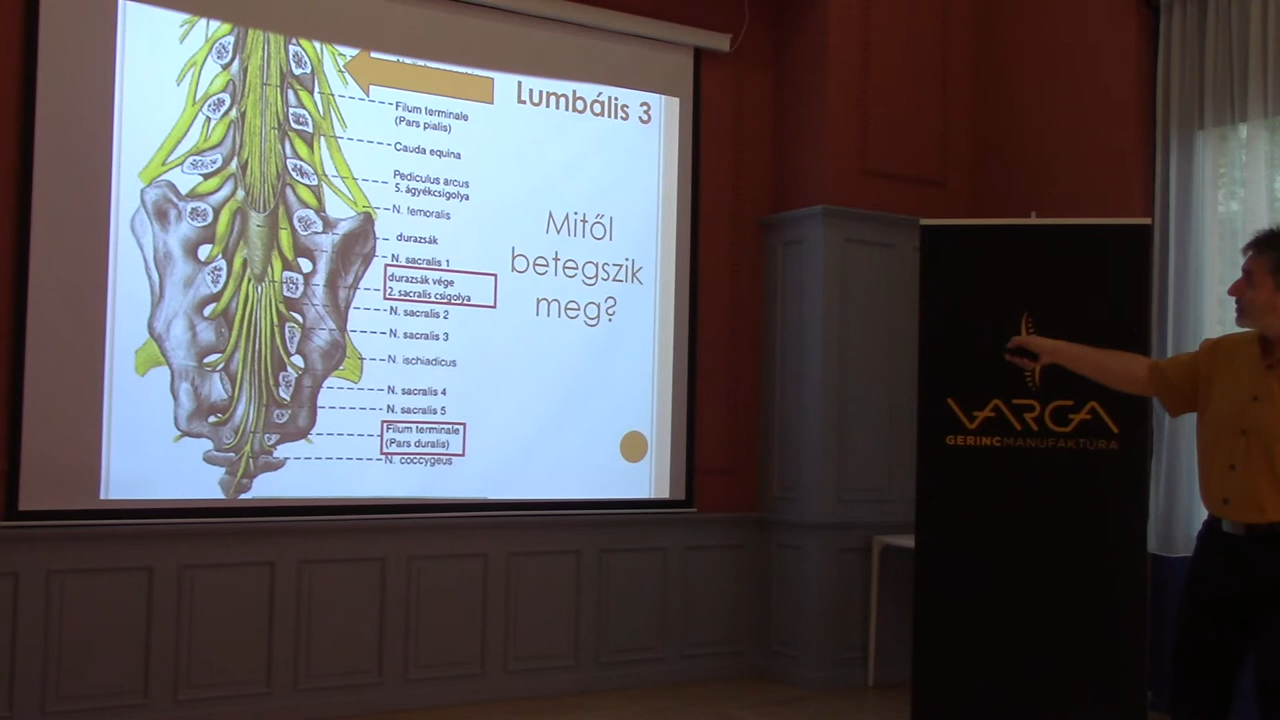 Filum terminale
(Pars pialis)
Cauda equina
Pediculus arcus
5. ágyékcsigolya
N. femoralis
durazsák
N. sacralis 1
durazsák vége
2. sacralis csigolya
N. sacralis 2
N. sacralis 3
N. ischiadicus
N. sacralis 4
N. sacralis 5
Filum terminale
(Pars duralis)
N. coccygeus
Lumbális 3
Mitől
betegszik
meg?
VARGA
GERINCMANUFAKTÚRA